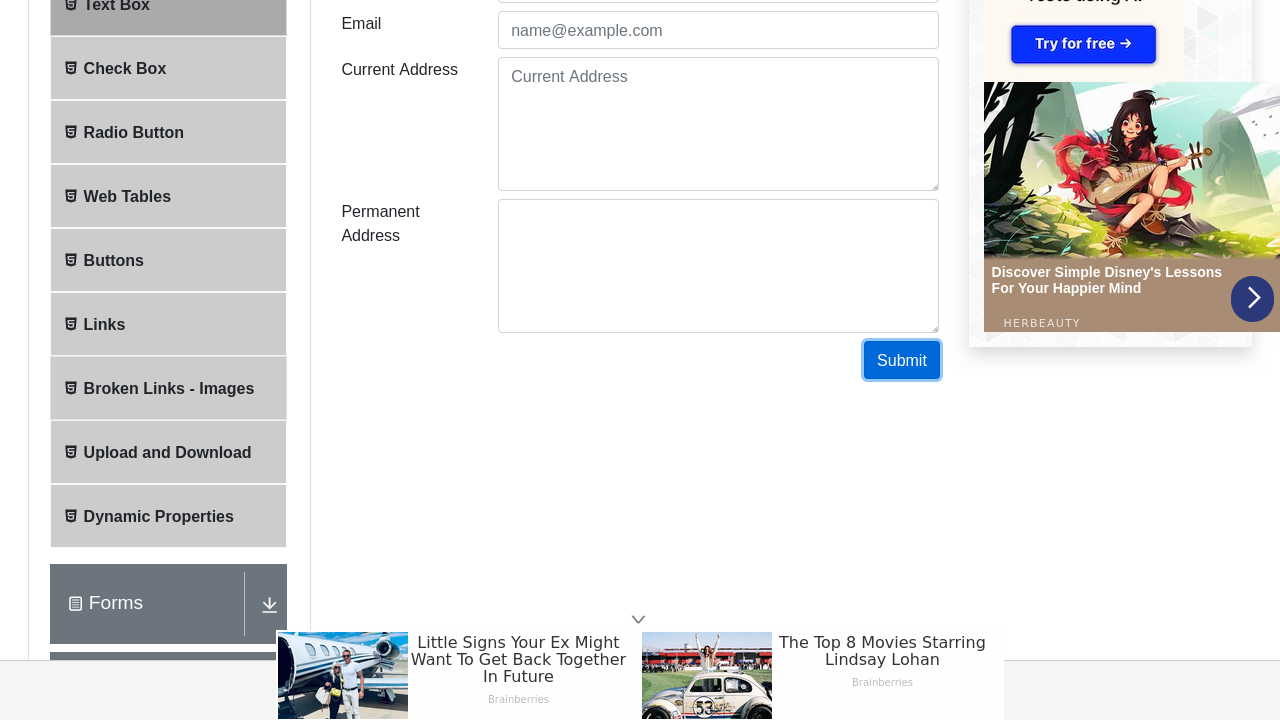 Text Box
Check Box
Radio Button
Web Tables
Buttons
Links
Broken Links - Images
Upload and Download
Dynamic Properties
Forms
Email
name@example.com
Current Address
Current Address
Permanent
Address
Submit
Try for free →
Discover Simple Disney's Lessons
For Your Happier Mind
HERBEAUTY
Little Signs Your Ex Might
Want To Get Back Together
In Future
Brainberries
53
The Top 8 Movies Starring
Lindsay Lohan
Brainberries